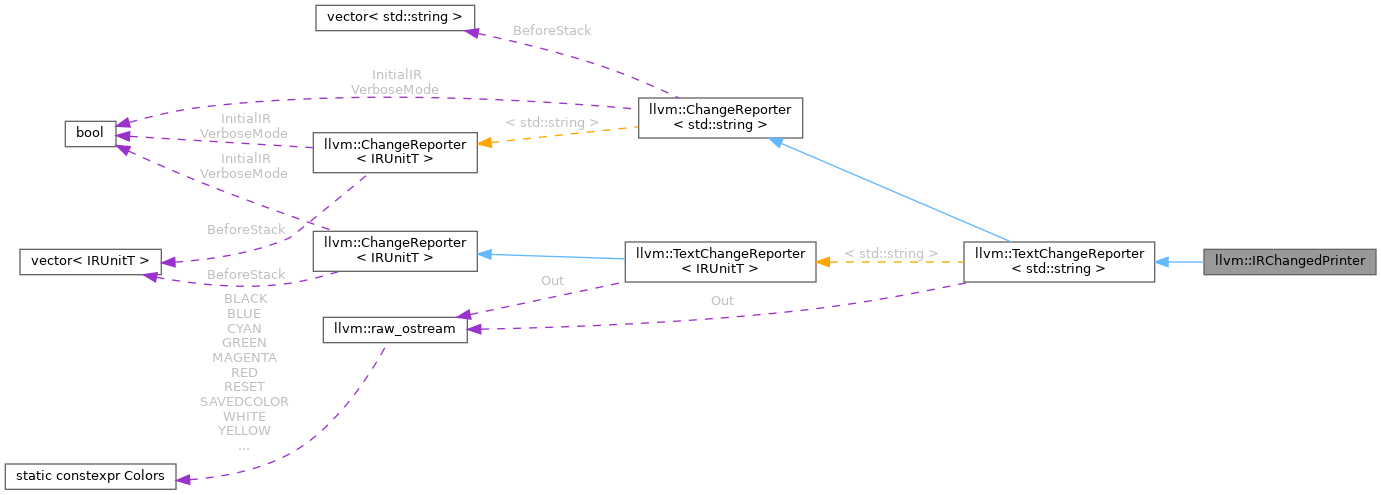 vector< std::string >
BeforeStack
InitialIR
VerboseMode
llvm::ChangeReporter
< std::string >
bool
InitialIR
VerboseMode
< std::string >
llvm::ChangeReporter
< IRUnitT >
InitialIR
VerboseMode
BeforeStack
llvm::ChangeReporter
< IRUnitT >
vector< IRUnitT >
BeforeStack
llvm::TextChangeReporter
< IRUnitT >
< std::string >
llvm::TextChangeReporter
< std::string >
llvm::IRChangedPrinter
Out
Out
llvm::raw_ostream
BLACK
BLUE
CYAN
GREEN
MAGENTA
RED
RESET
SAVEDCOLOR
WHITE
YELLOW
...
static constexpr Colors